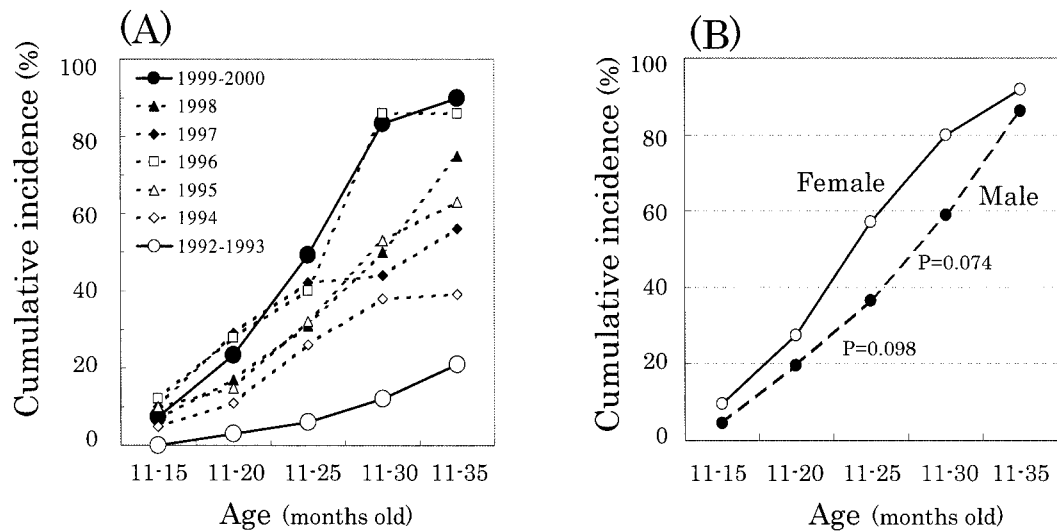 (A)
Cumulative incidence (%)
100
80
60
40
20
0
1999-2000
1998
1997
1996
1995
1994
1992-1993
11-15 11-20 11-25 11-30 11-35
Age (months old)
(B)
Cumulative incidence (%)
100
80
60
40
20
0
Female
Male
P=0.074
P=0.098
11-15 11-20 11-25 11-30 11-35
Age (months old)